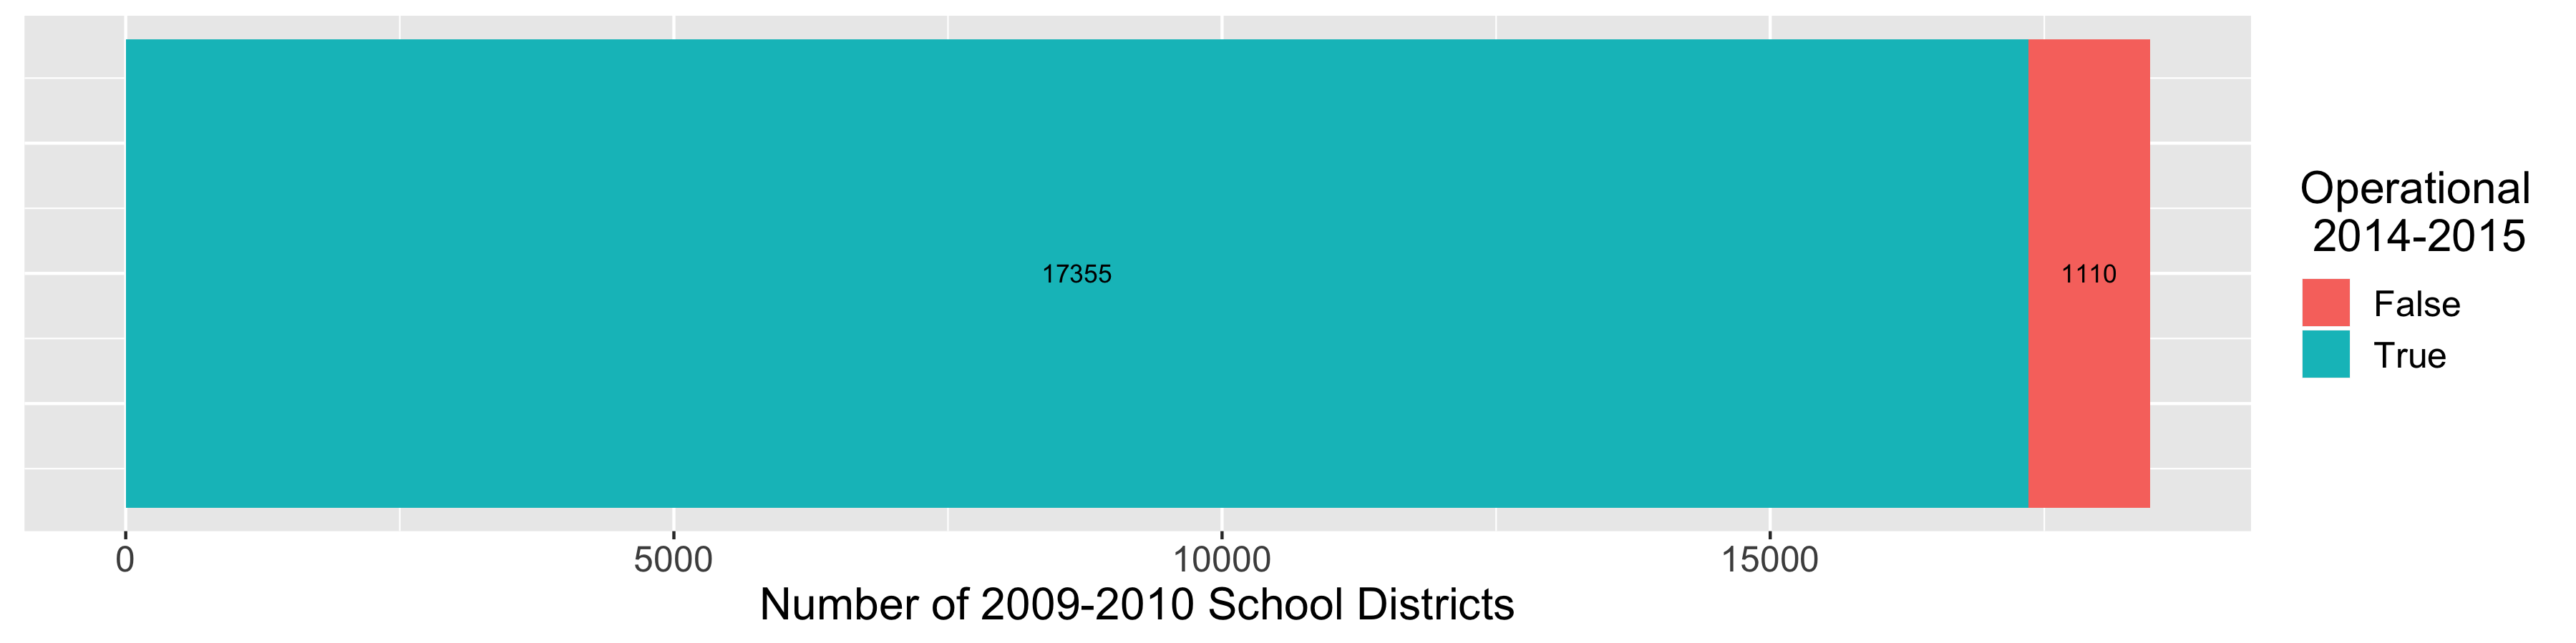 17355
1110
0
5000
10000
15000
Number of 2009-2010 School Districts
Operational
2014-2015
False
True